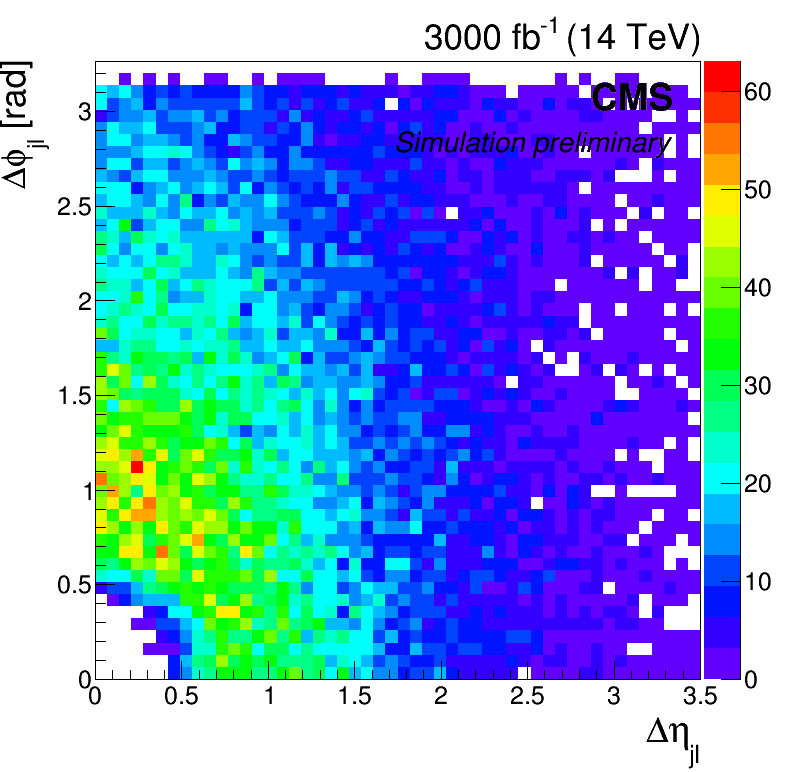 3000 fb⁻¹ (14 TeV)
CMS
Simulation preliminary
Δϕjl [rad]
3
2.5
2
1.5
1
0.5
0
0 0.5 1 1.5 2 2.5 3 3.5
Δηjl
60
50
40
30
20
10
0